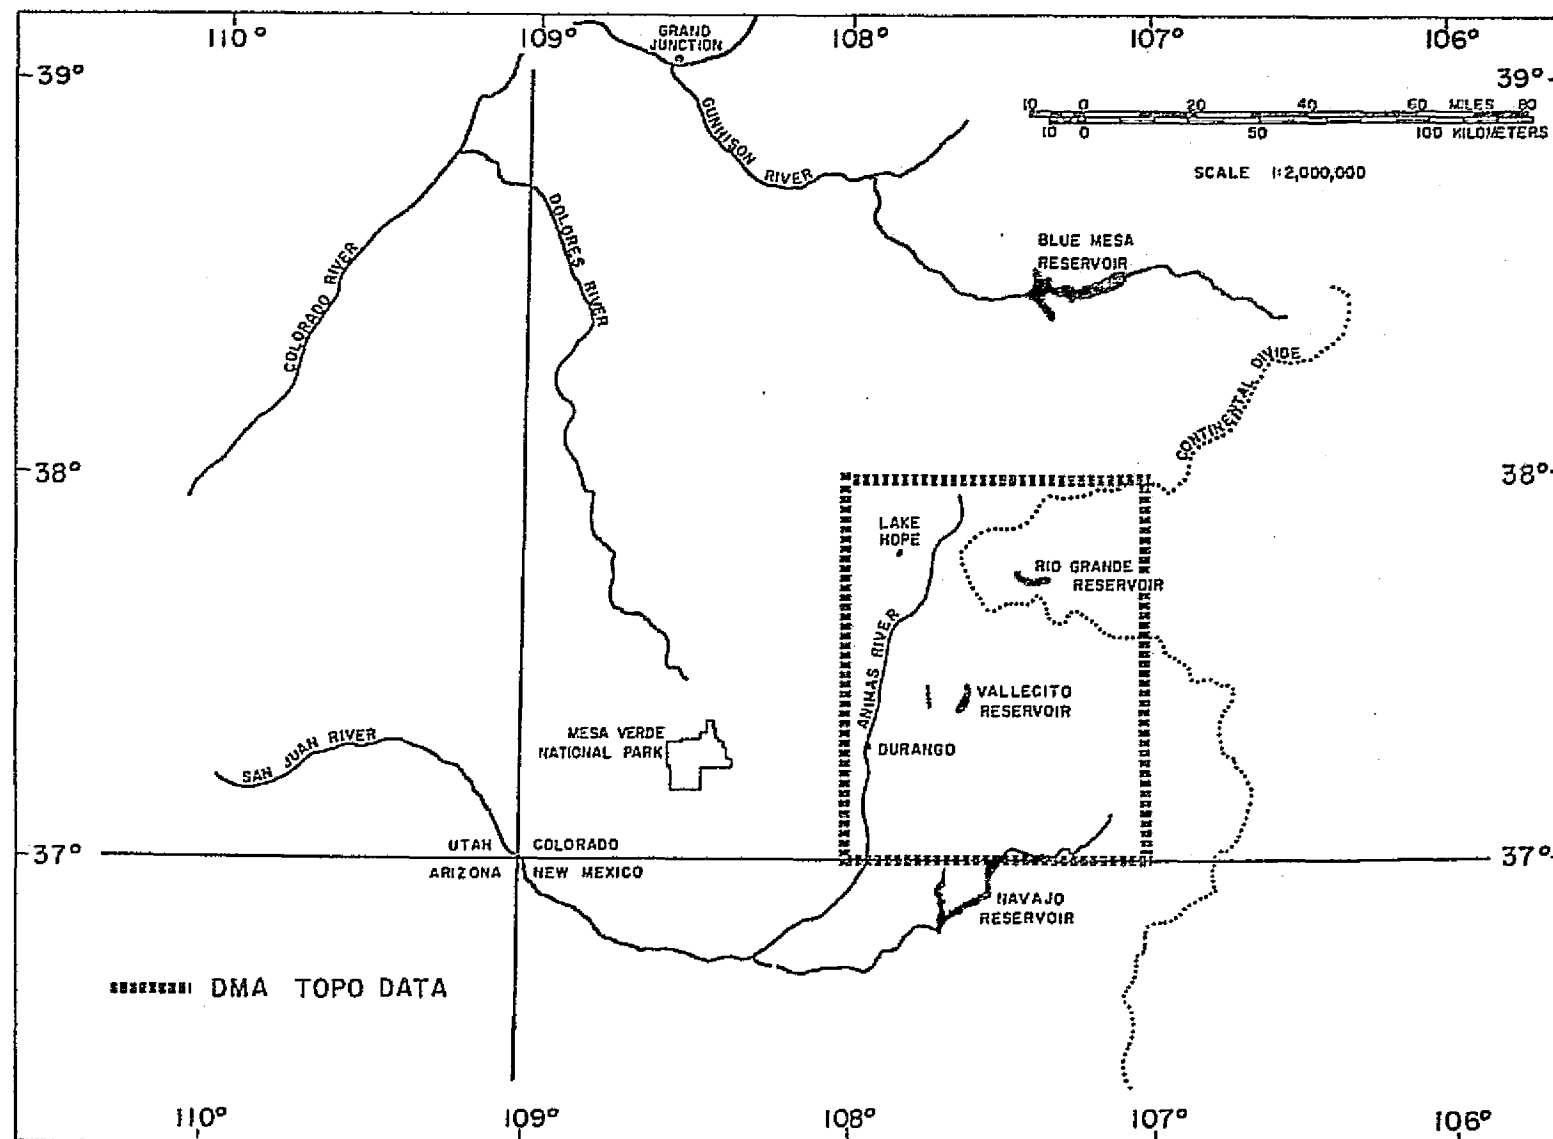 110°
109°
108°
107°
106°
GRAND
JUNCTION
39°
39°
10 0 20 40 60 MILES 80
10 0 50 100 KILOMETERS
SCALE 1:2,000,000
GUNNISON
RIVER
DOLORES RIVER
COLORADO RIVER
BLUE MESA
RESERVOIR
CONTINENTAL DIVIDE
38°
38°
LAKE
HOPE
RIO GRANDE
RESERVOIR
ANIMAS RIVER
VALLECITO
RESERVOIR
MESA VERDE
NATIONAL PARK
DURANGO
SAN JUAN RIVER
UTAH
COLORADO
37°
37°
ARIZONA
NEW MEXICO
NAVAJO
RESERVOIR
DMA TOPO DATA
110°
109°
108°
107°
106°